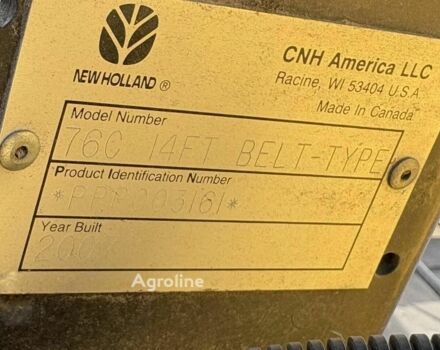 NEW HOLLAND ®
CNH America LLC
Racine, WI 53404 U.S.A.
Made In Canada
Model Number
76C 14FT BELT-TYPE
Product Identification Number
Year Built
Agroline